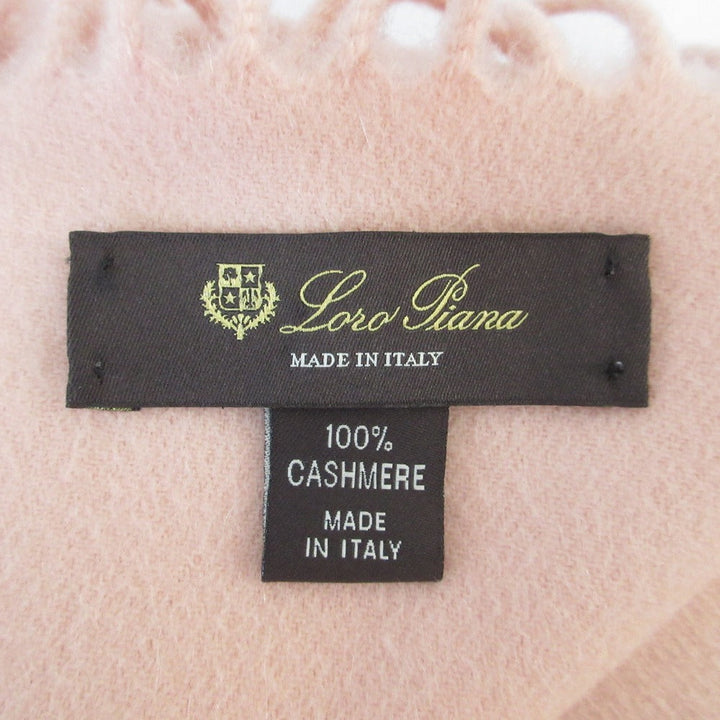 Loro Piana
MADE IN ITALY
100%
CASHMERE
MADE
IN ITALY